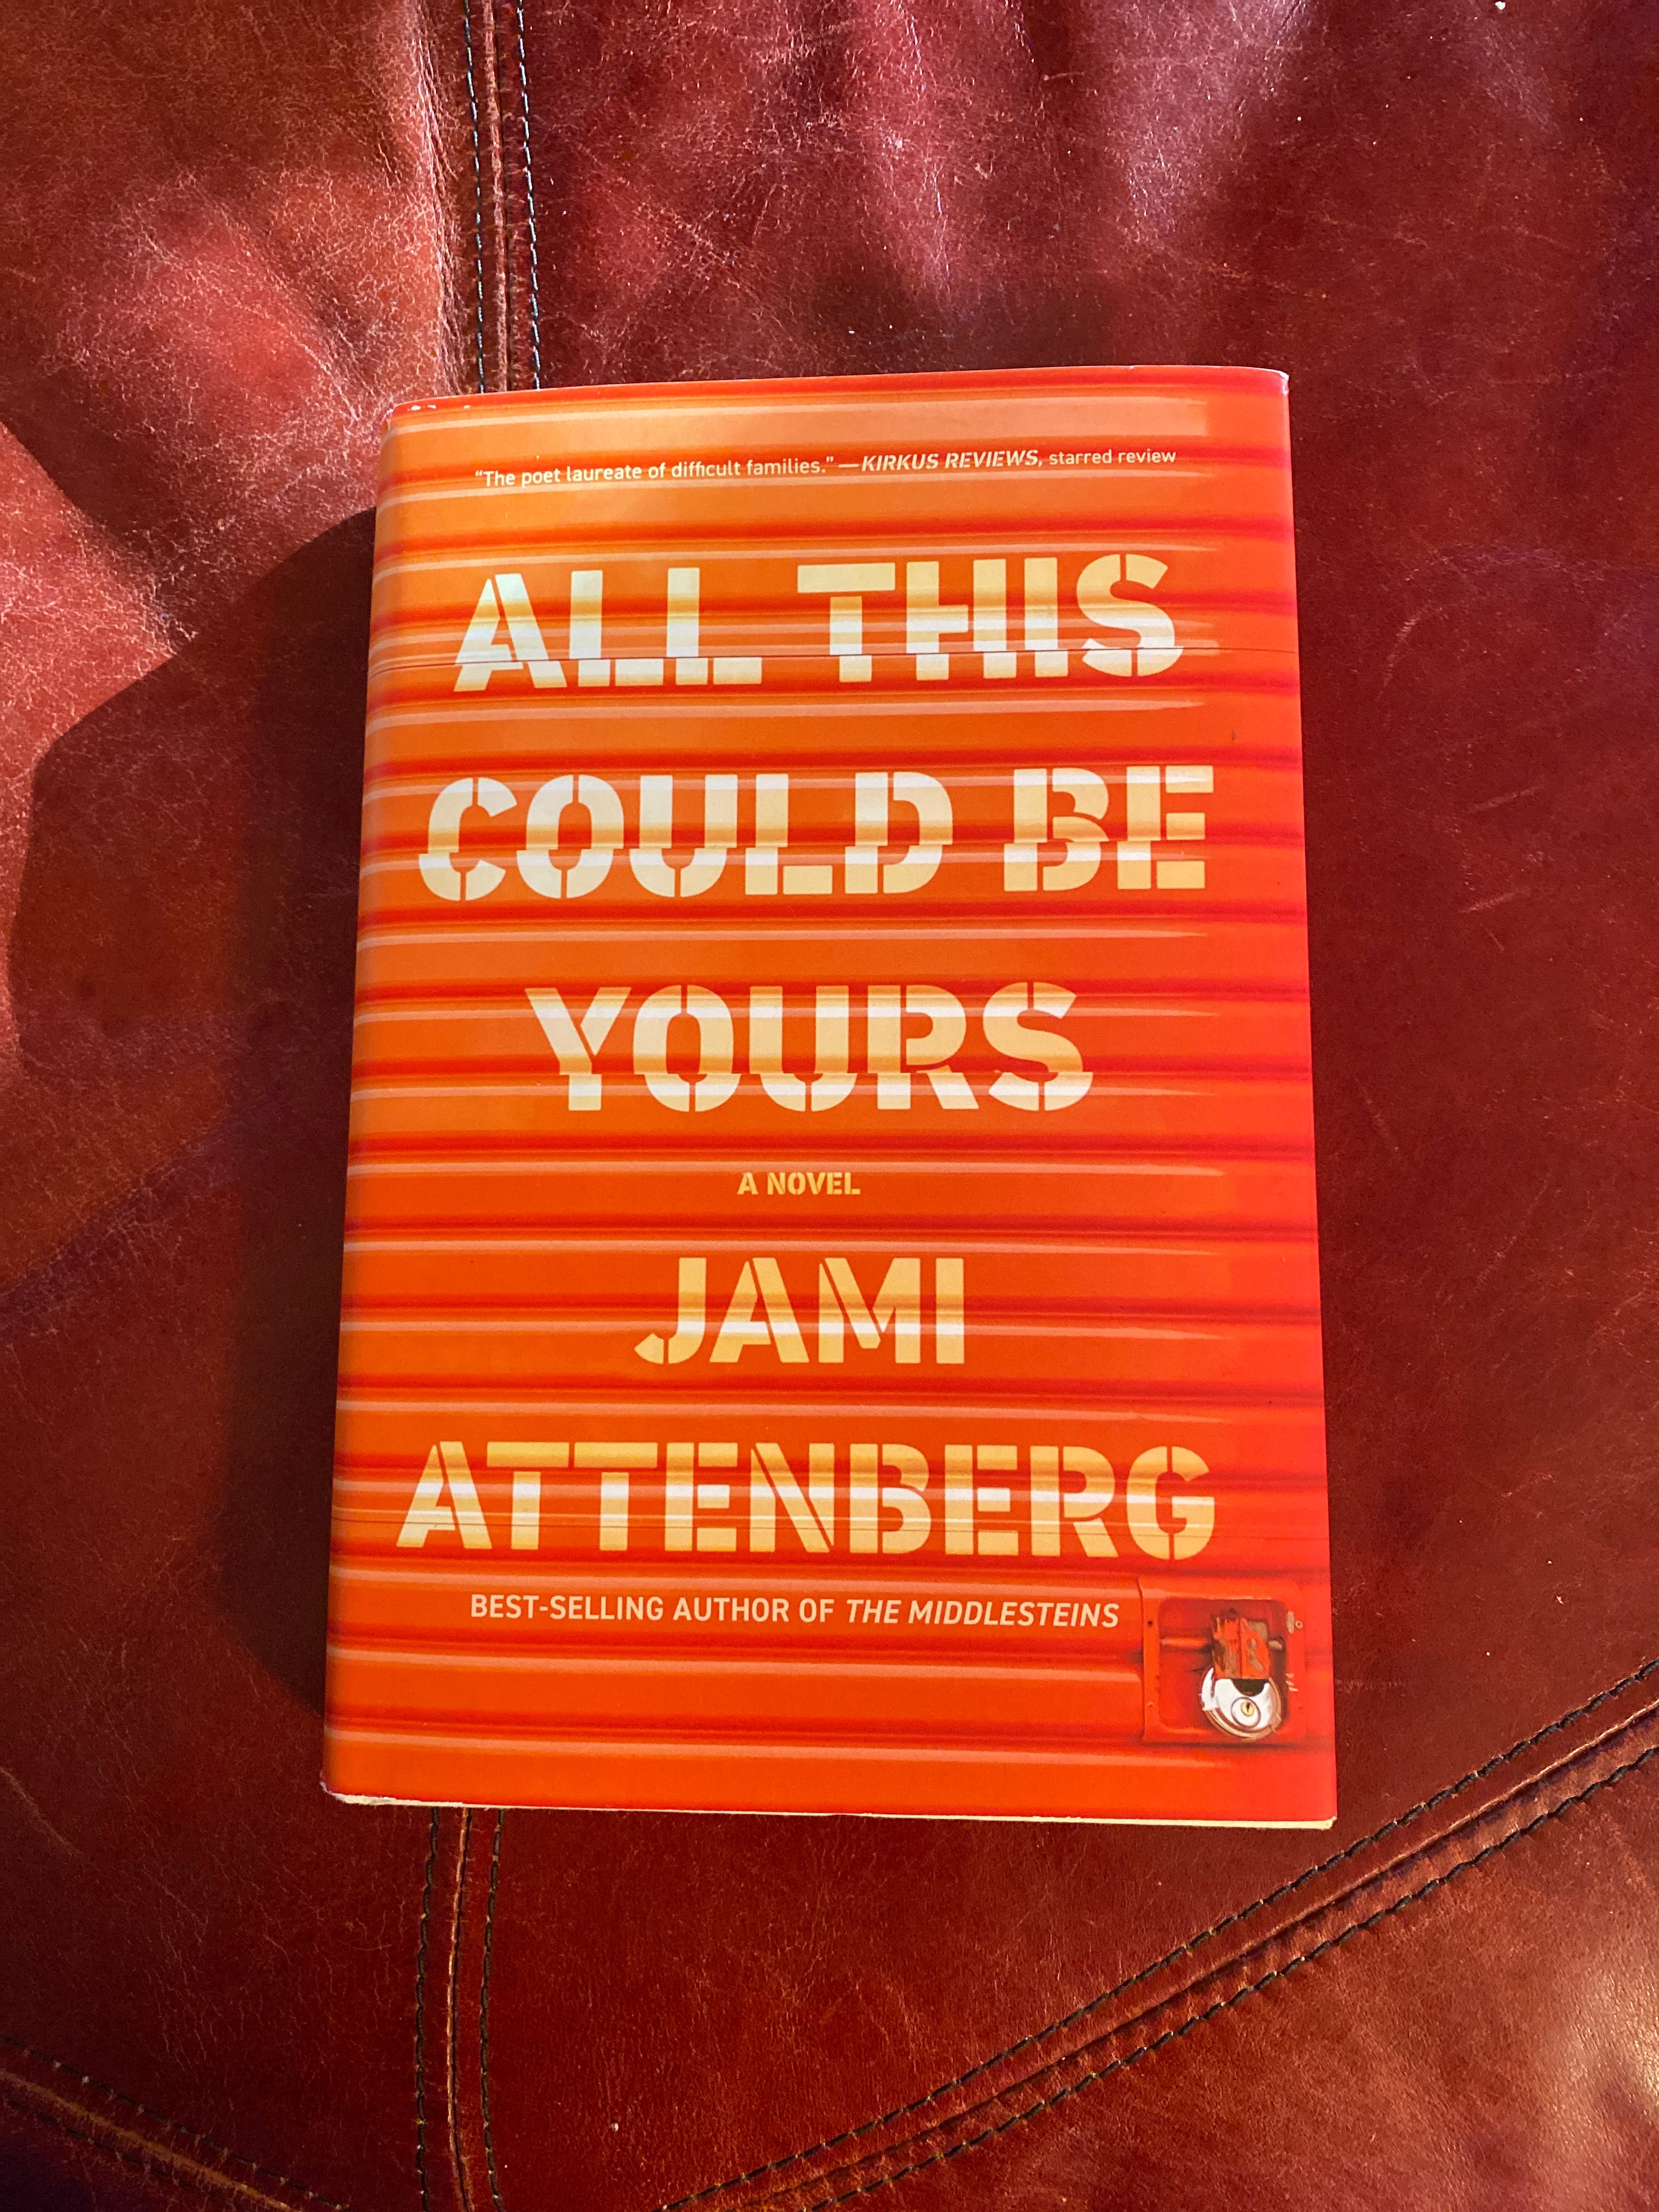 “The poet laureate of difficult families.” —KIRKUS REVIEWS, starred review
ALL THIS
COULD BE
YOURS
A NOVEL
JAMI
ATTENBERG
BEST-SELLING AUTHOR OF THE MIDDLESTEINS